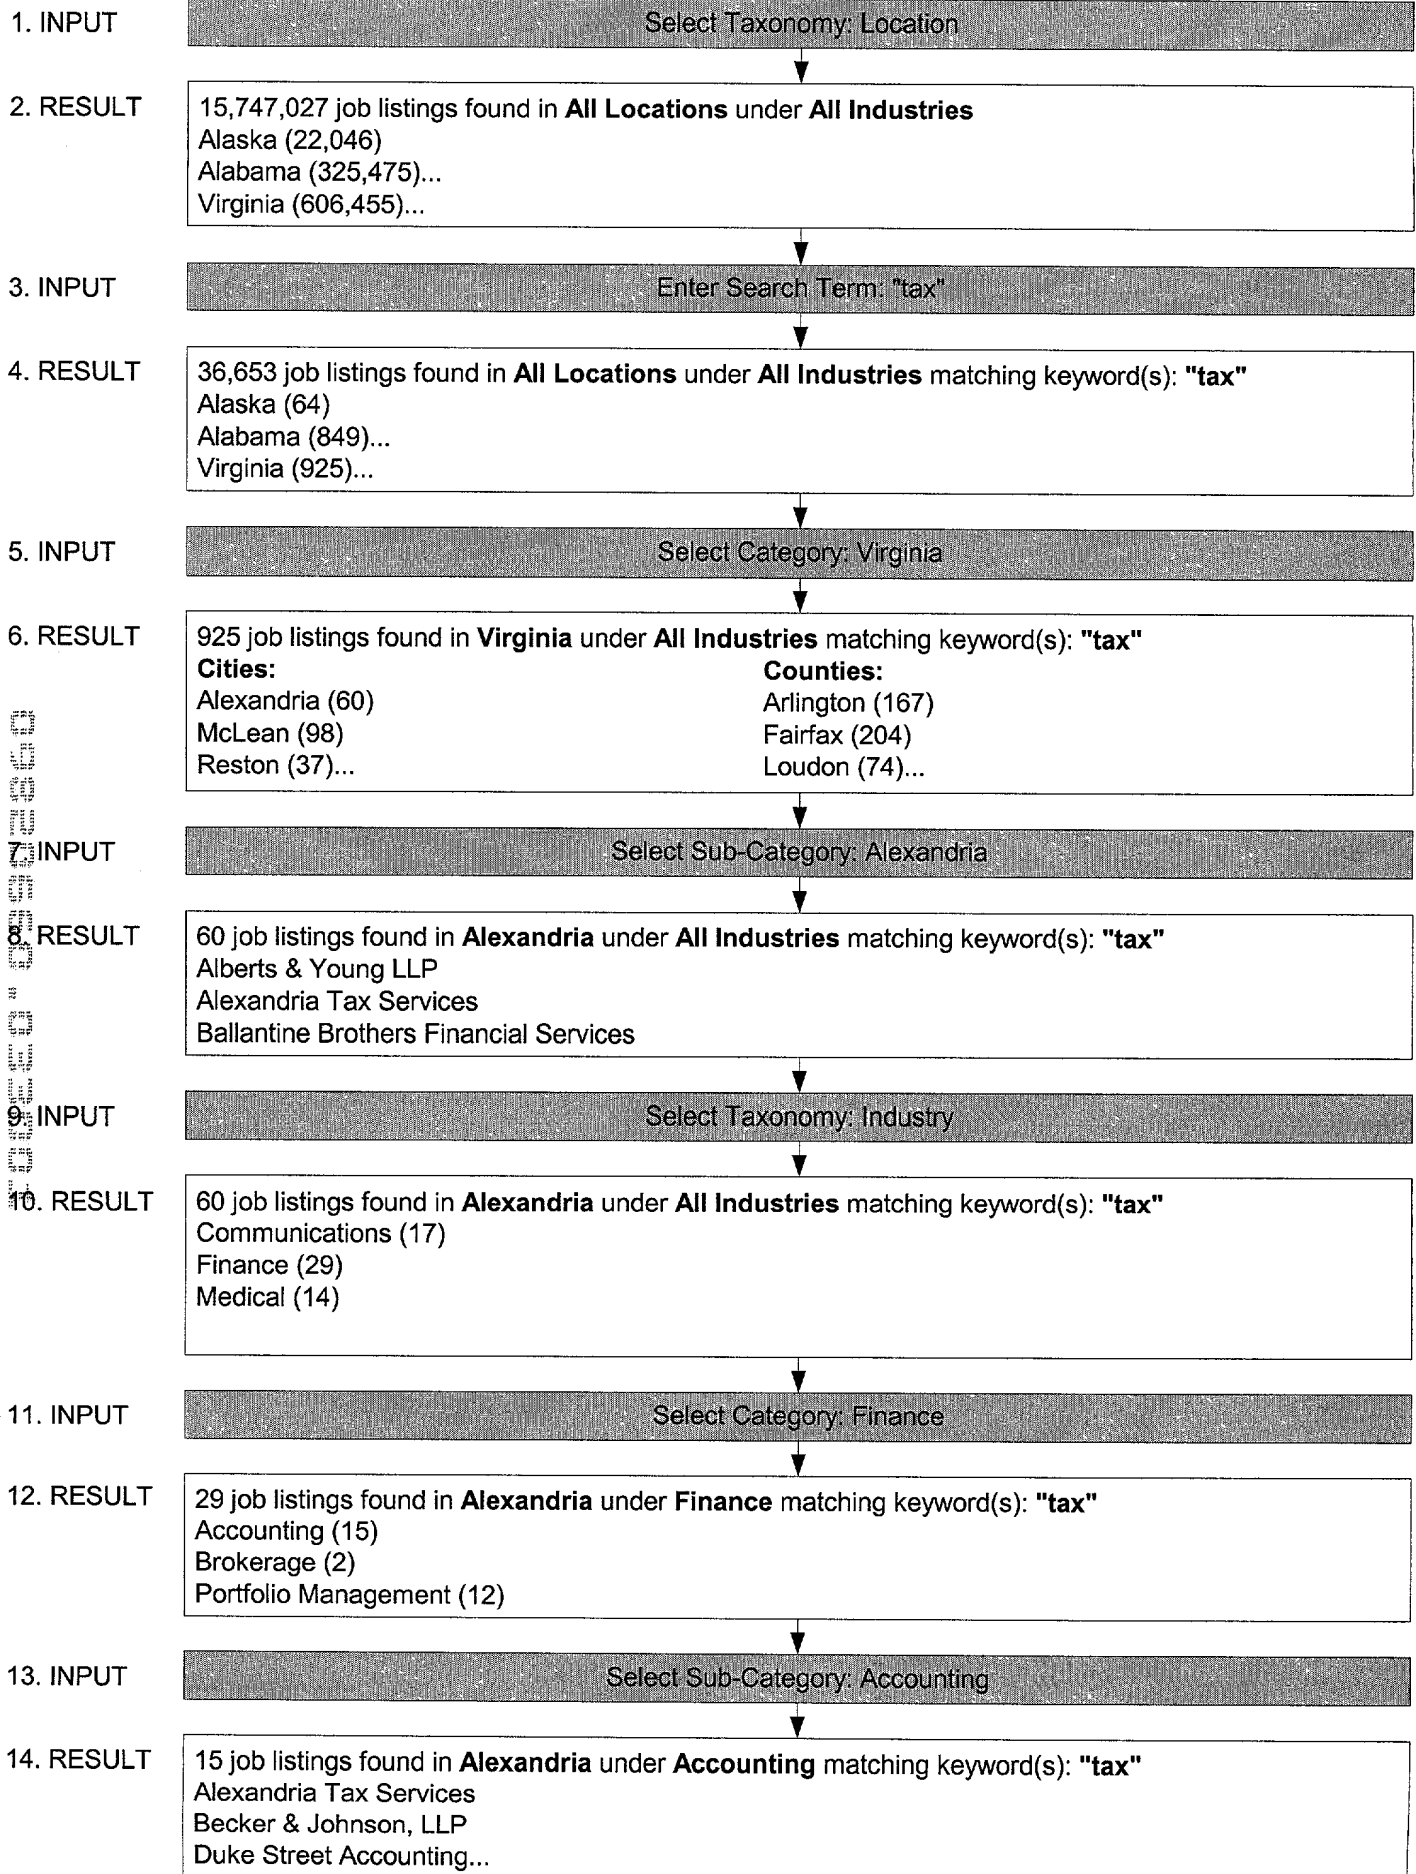 1. INPUT Select Taxonomy: Location
2. RESULT 15,747,027 job listings found in All Locations under All Industries
Alaska (22,046)
Alabama (325,475)...
Virginia (606,455)...
3. INPUT Enter Search Term: "tax"
4. RESULT 36,653 job listings found in All Locations under All Industries matching keyword(s): "tax"
Alaska (64)
Alabama (849)...
Virginia (925)...
5. INPUT Select Category: Virginia
6. RESULT 925 job listings found in Virginia under All Industries matching keyword(s): "tax"
Cities: Counties:
Alexandria (60) Arlington (167)
McLean (98) Fairfax (204)
Reston (37)... Loudon (74)...
7. INPUT Select Sub-Category: Alexandria
8. RESULT 60 job listings found in Alexandria under All Industries matching keyword(s): "tax"
Alberts & Young LLP
Alexandria Tax Services
Ballantine Brothers Financial Services
9. INPUT Select Taxonomy: Industry
10. RESULT 60 job listings found in Alexandria under All Industries matching keyword(s): "tax"
Communications (17)
Finance (29)
Medical (14)
11. INPUT Select Category: Finance
12. RESULT 29 job listings found in Alexandria under Finance matching keyword(s): "tax"
Accounting (15)
Brokerage (2)
Portfolio Management (12)
13. INPUT Select Sub-Category: Accounting
14. RESULT 15 job listings found in Alexandria under Accounting matching keyword(s): "tax"
Alexandria Tax Services
Becker & Johnson, LLP
Duke Street Accounting...